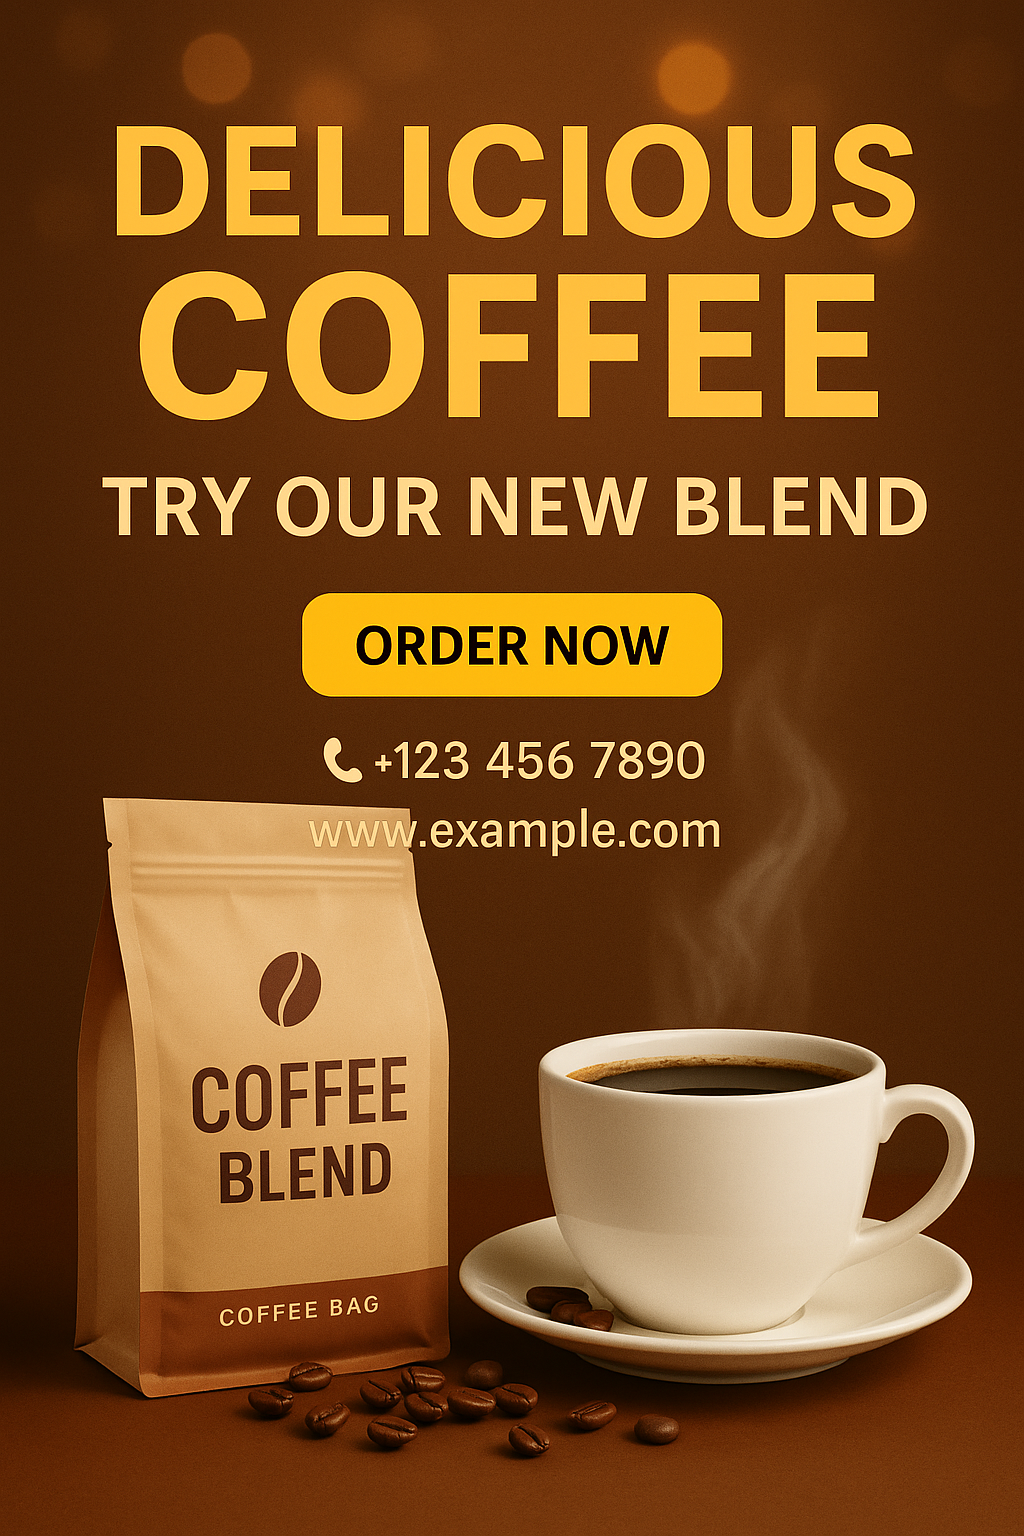 DELICIOUS
COFFEE
TRY OUR NEW BLEND
ORDER NOW
+123 456 7890
www.example.com
COFFEE
BLEND
COFFEE BAG